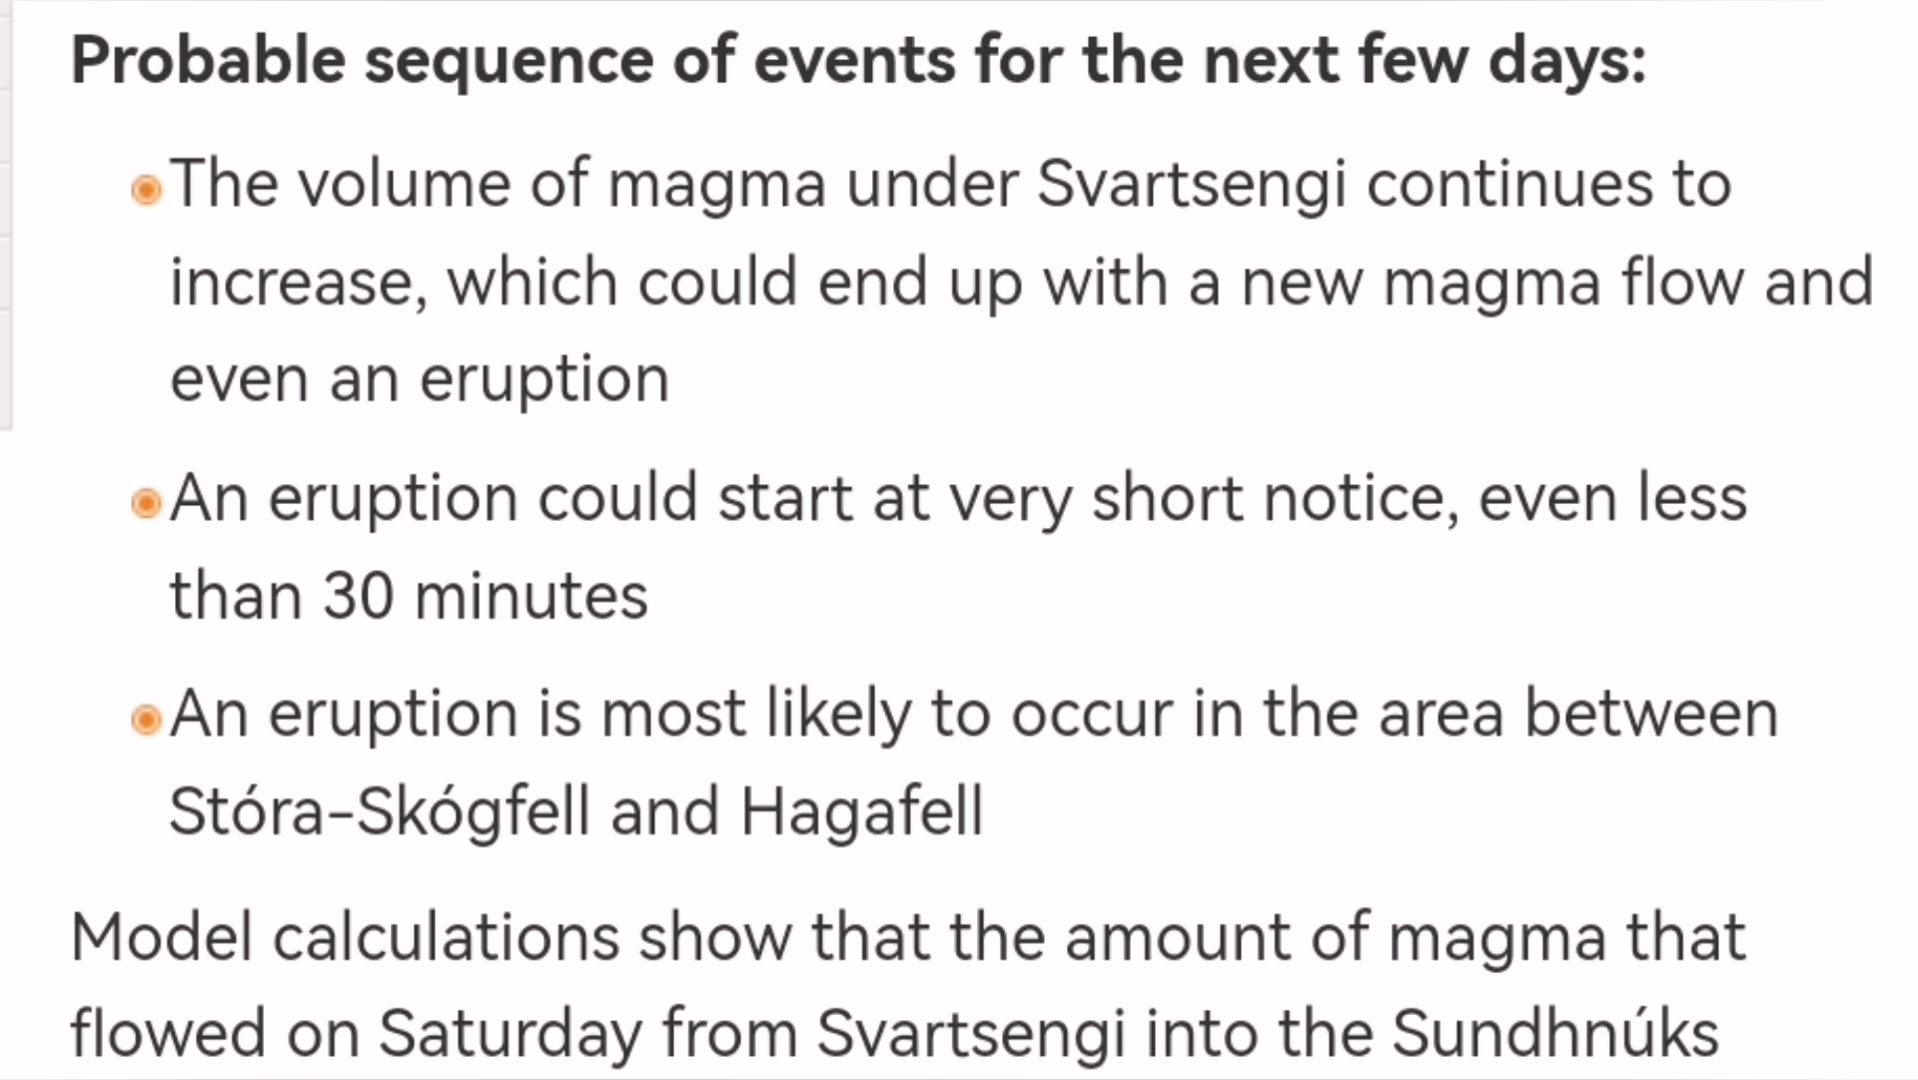 Probable sequence of events for the next few days:
The volume of magma under Svartsengi continues to
increase, which could end up with a new magma flow and
even an eruption
An eruption could start at very short notice, even less
than 30 minutes
An eruption is most likely to occur in the area between
Stóra-Skógfell and Hagafell
Model calculations show that the amount of magma that
flowed on Saturday from Svartsengi into the Sundhnúks